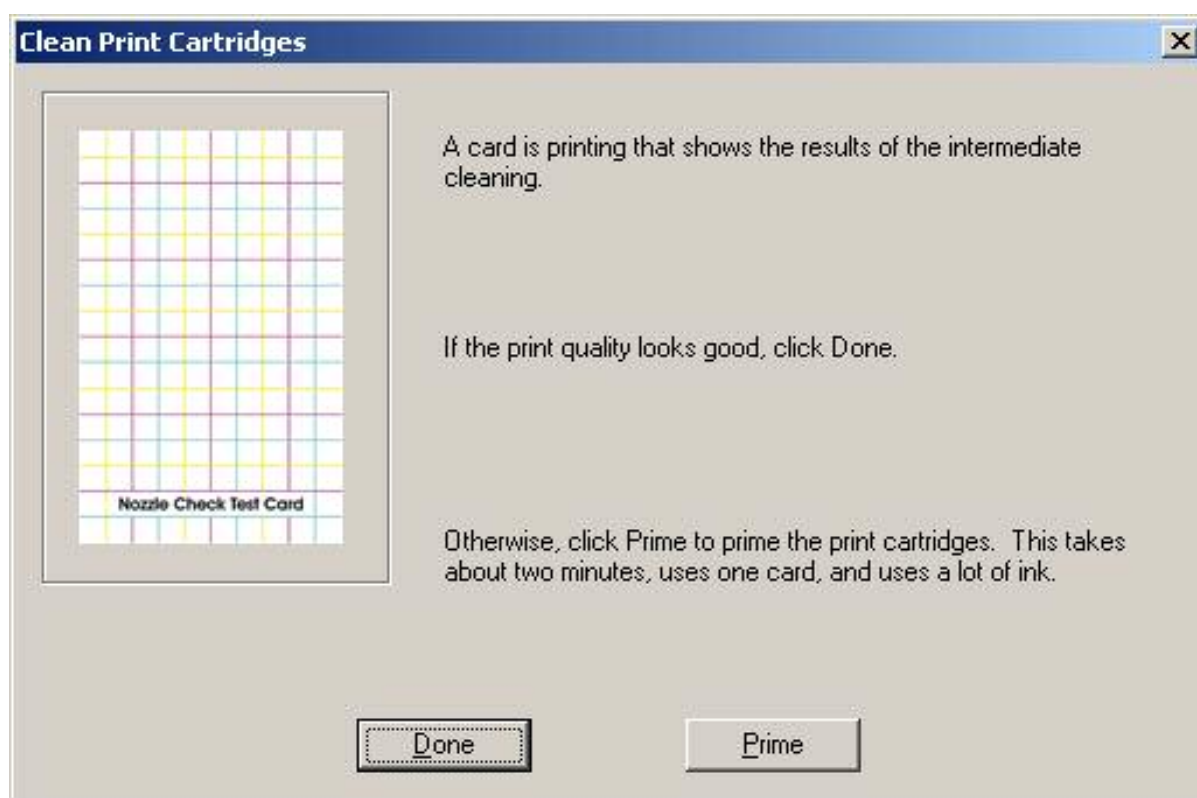 Clean Print Cartridges
A card is printing that shows the results of the intermediate
cleaning.
If the print quality looks good, click Done.
Nozzle Check Test Card
Otherwise, click Prime to prime the print cartridges.  This takes
about two minutes, uses one card, and uses a lot of ink.
Done
Prime